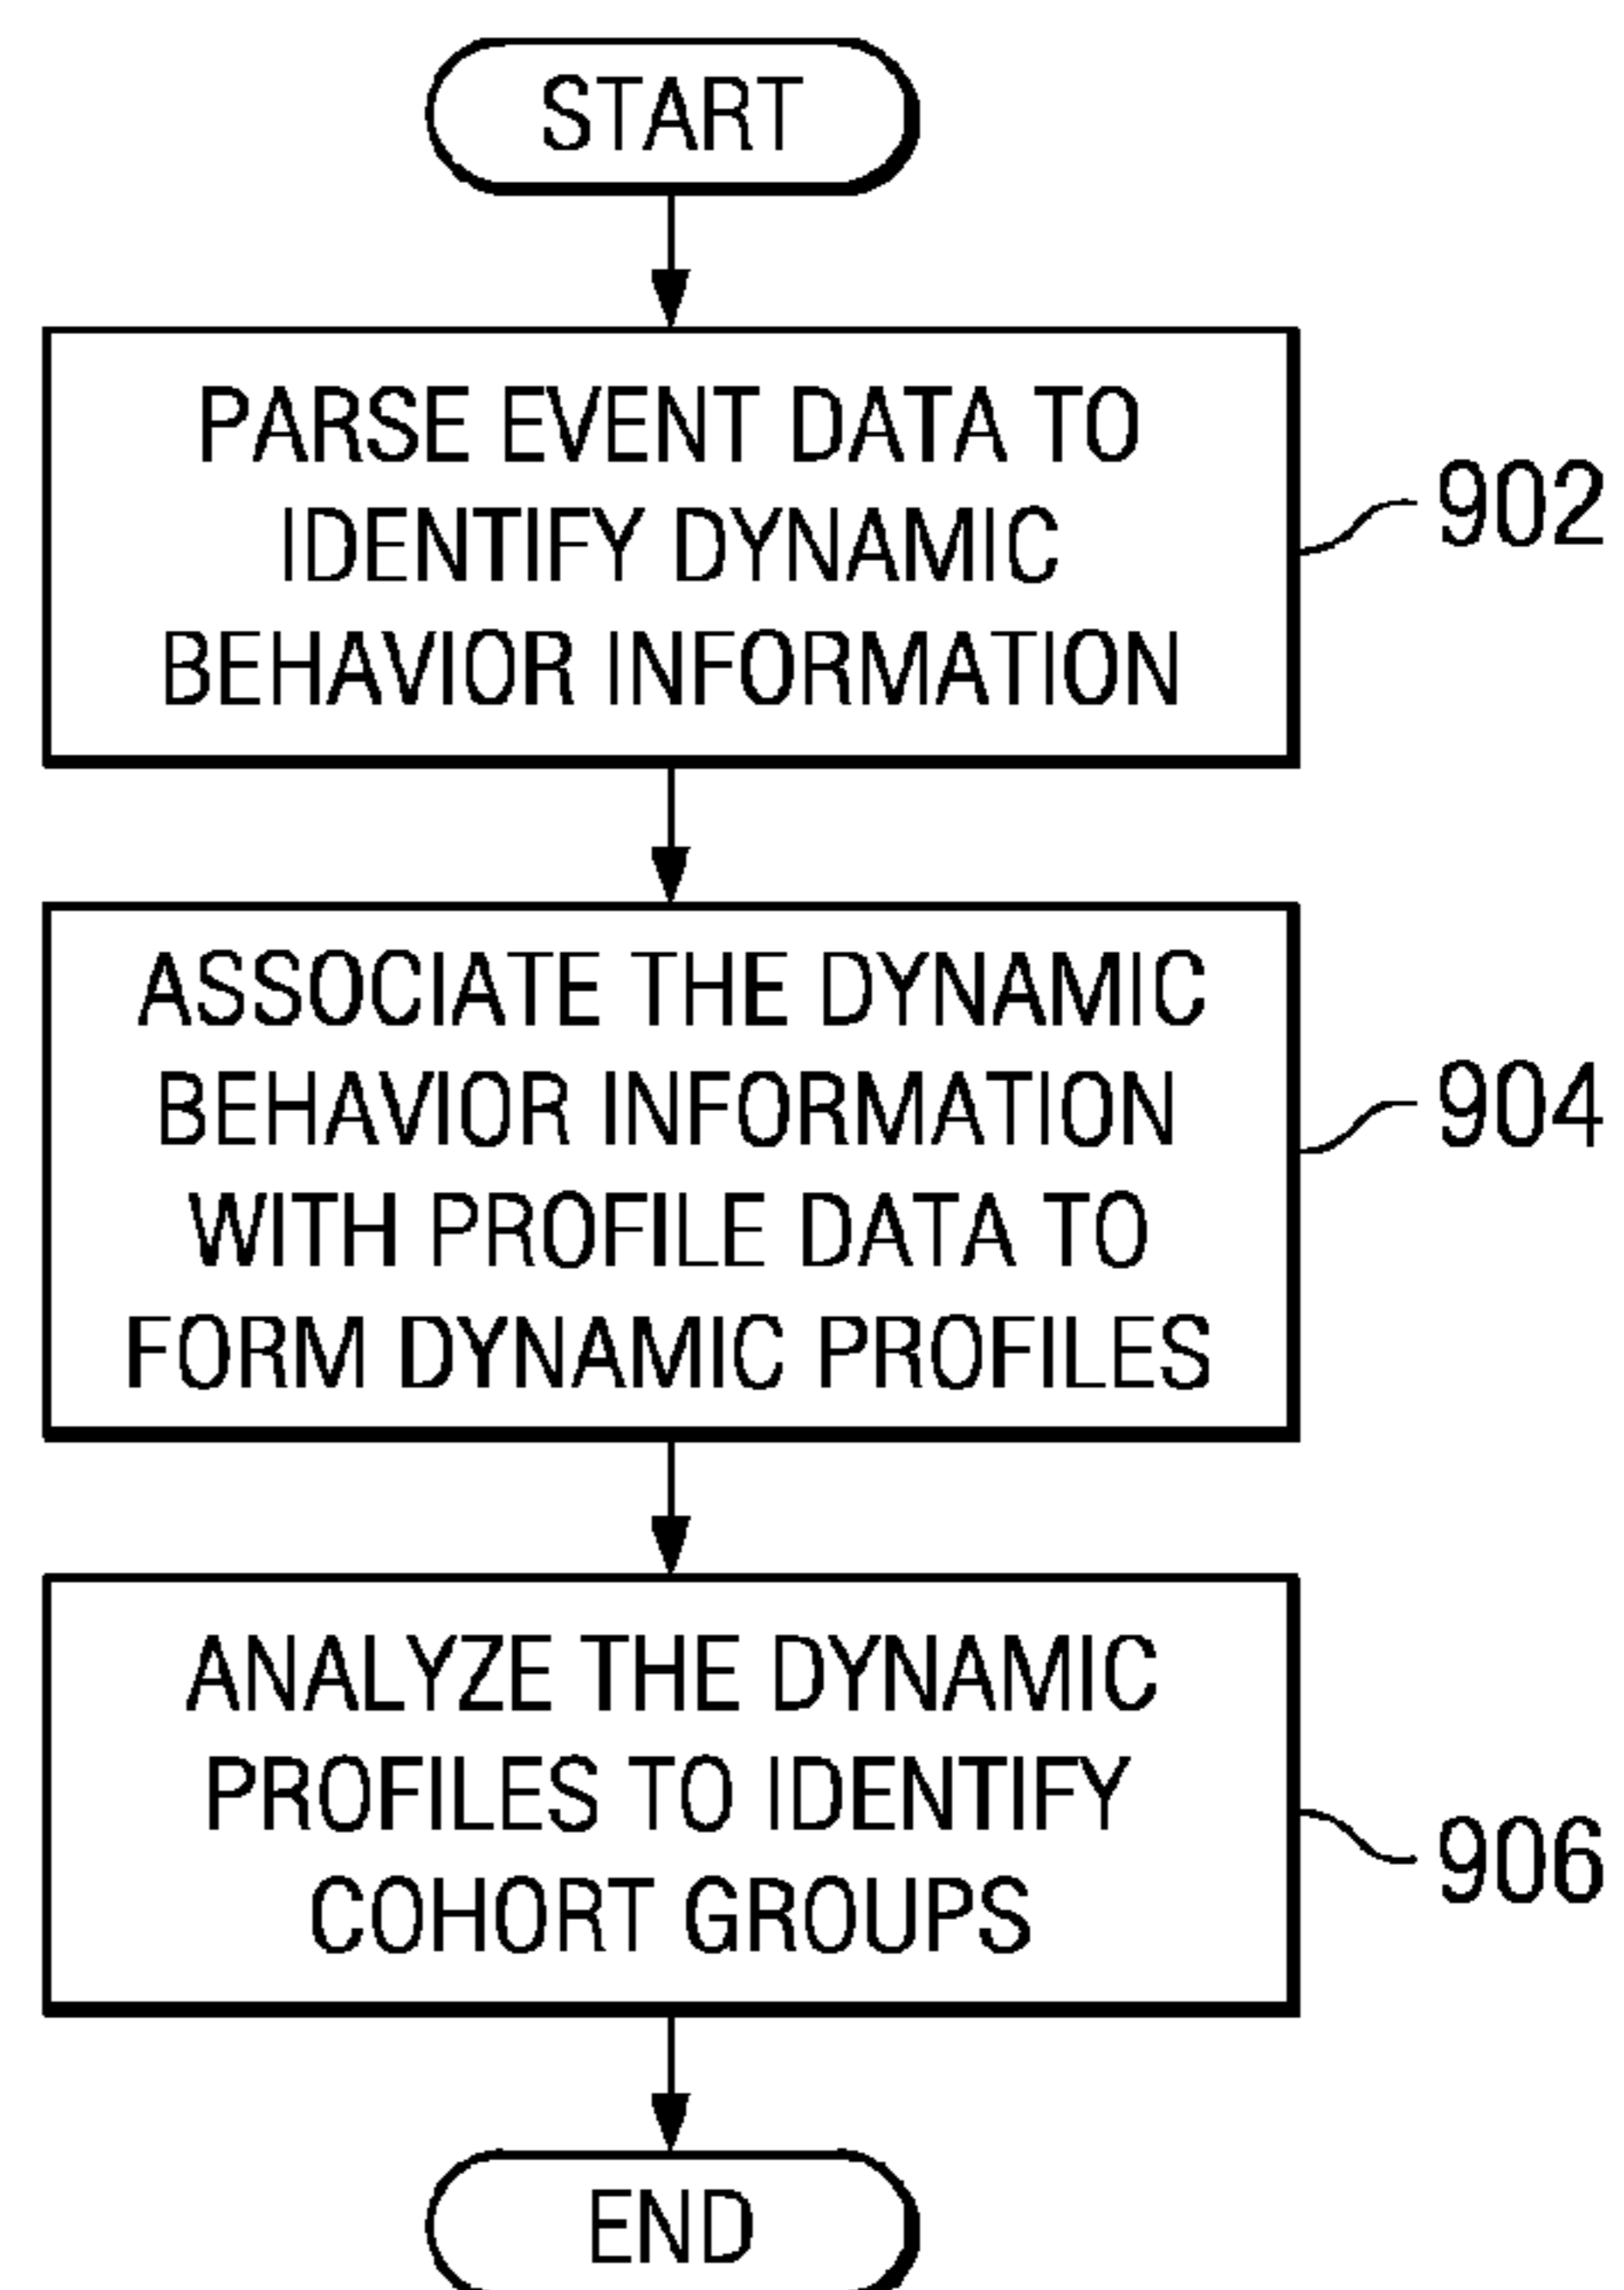 START
PARSE EVENT DATA TO
IDENTIFY DYNAMIC
BEHAVIOR INFORMATION
902
ASSOCIATE THE DYNAMIC
BEHAVIOR INFORMATION
WITH PROFILE DATA TO
FORM DYNAMIC PROFILES
904
ANALYZE THE DYNAMIC
PROFILES TO IDENTIFY
COHORT GROUPS
906
END